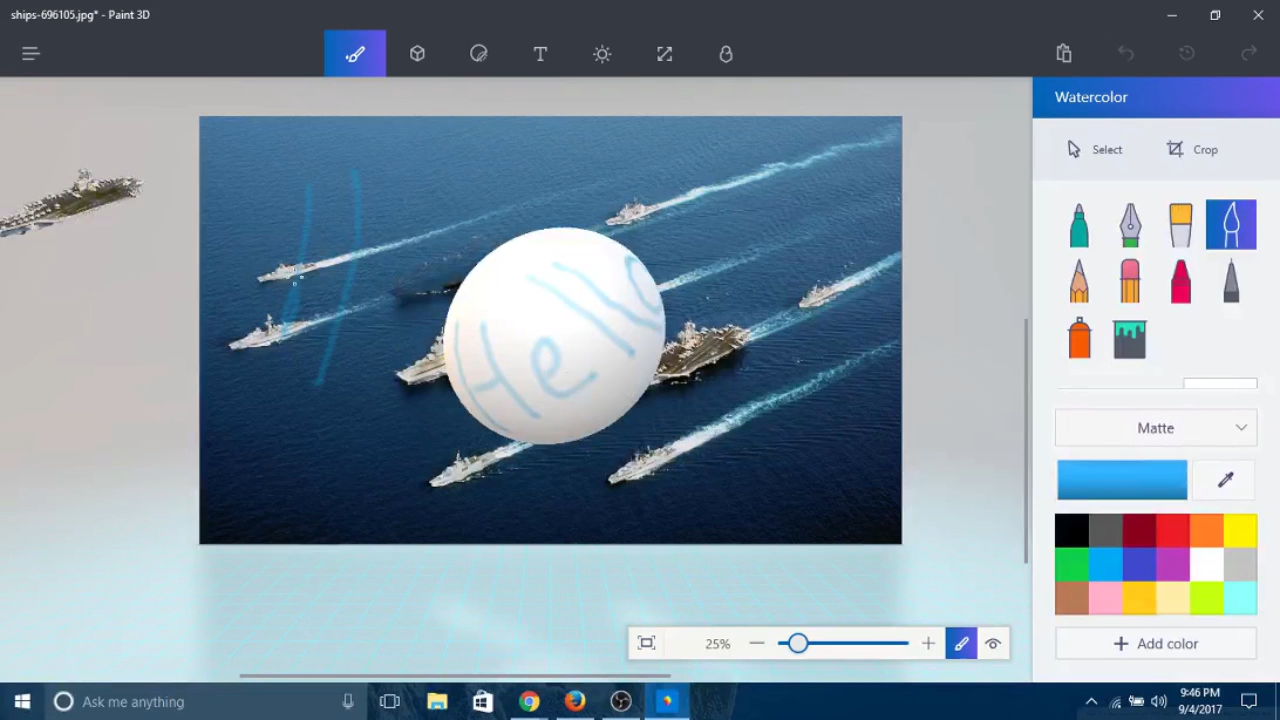 ships-696105.jpg* - Paint 3D
Watercolor
Select
Crop
Hello
Matte
25%
Add color
Ask me anything
9:46 PM
9/4/2017